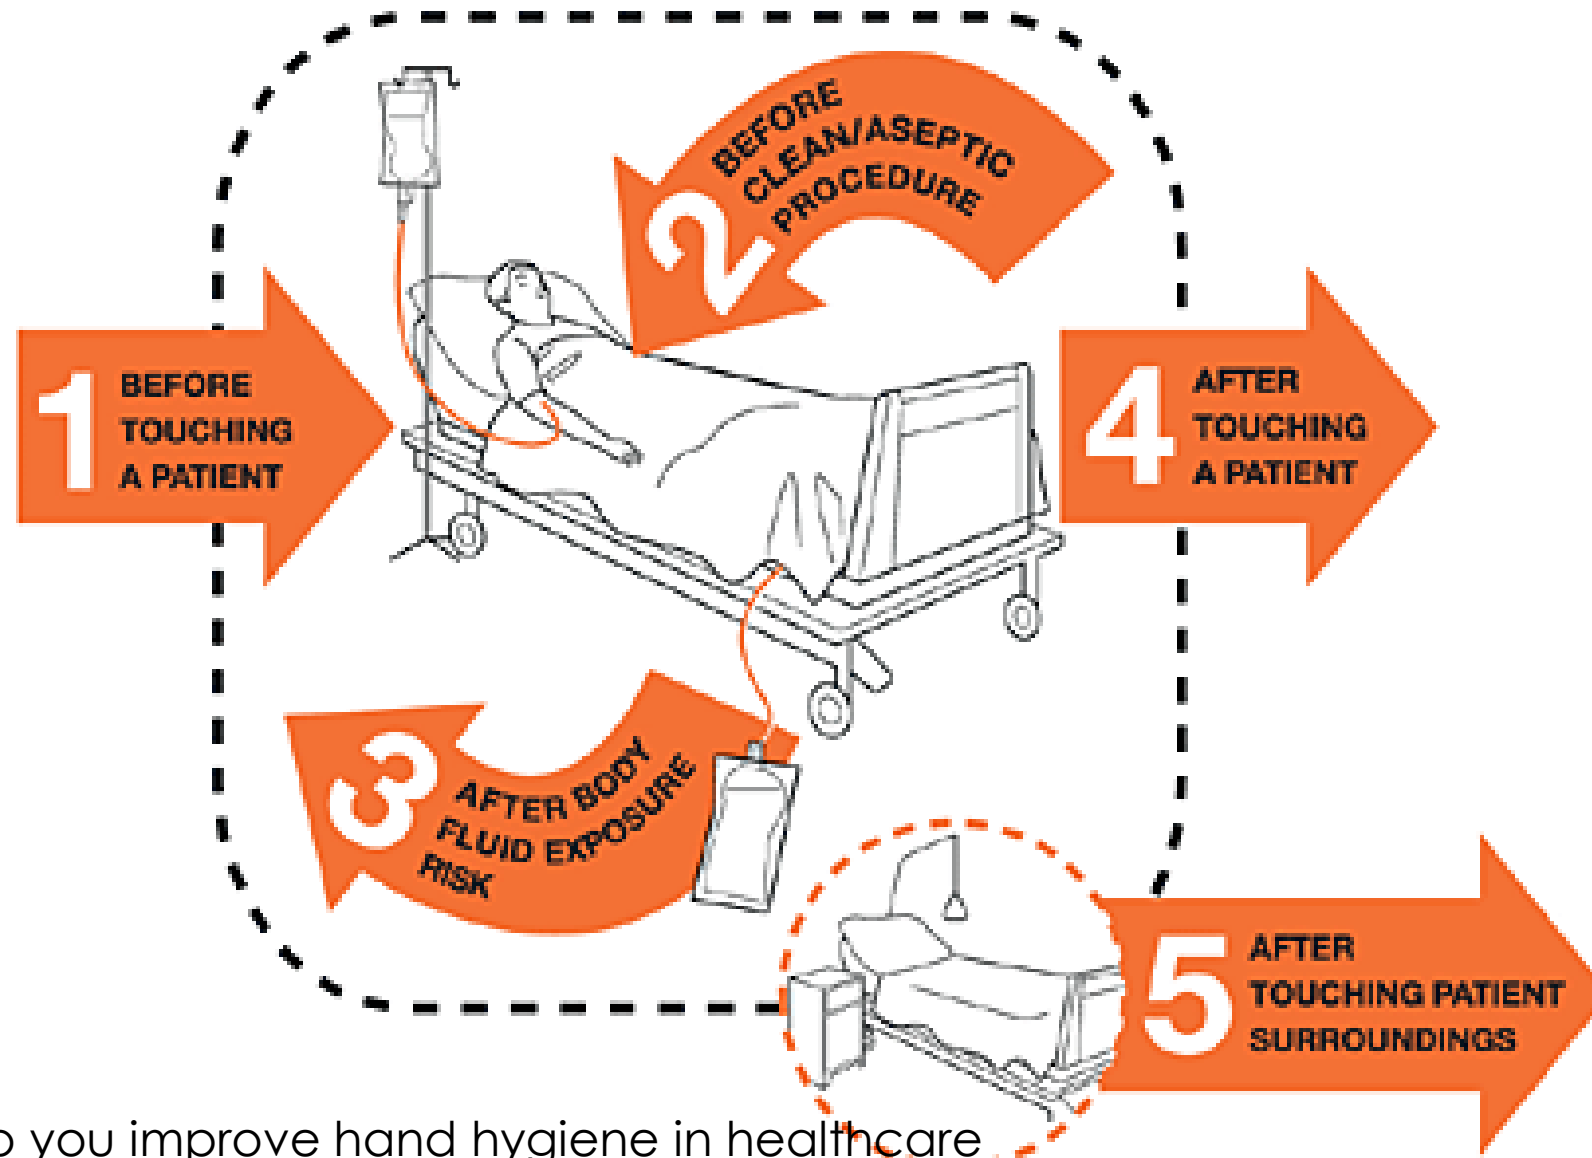 1
BEFORE
TOUCHING
A PATIENT
2
BEFORE
CLEAN/ASEPTIC
PROCEDURE
3
AFTER BODY
FLUID EXPOSURE
RISK
4
AFTER
TOUCHING
A PATIENT
5
AFTER
TOUCHING PATIENT
SURROUNDINGS
you improve hand hygiene in healthcare